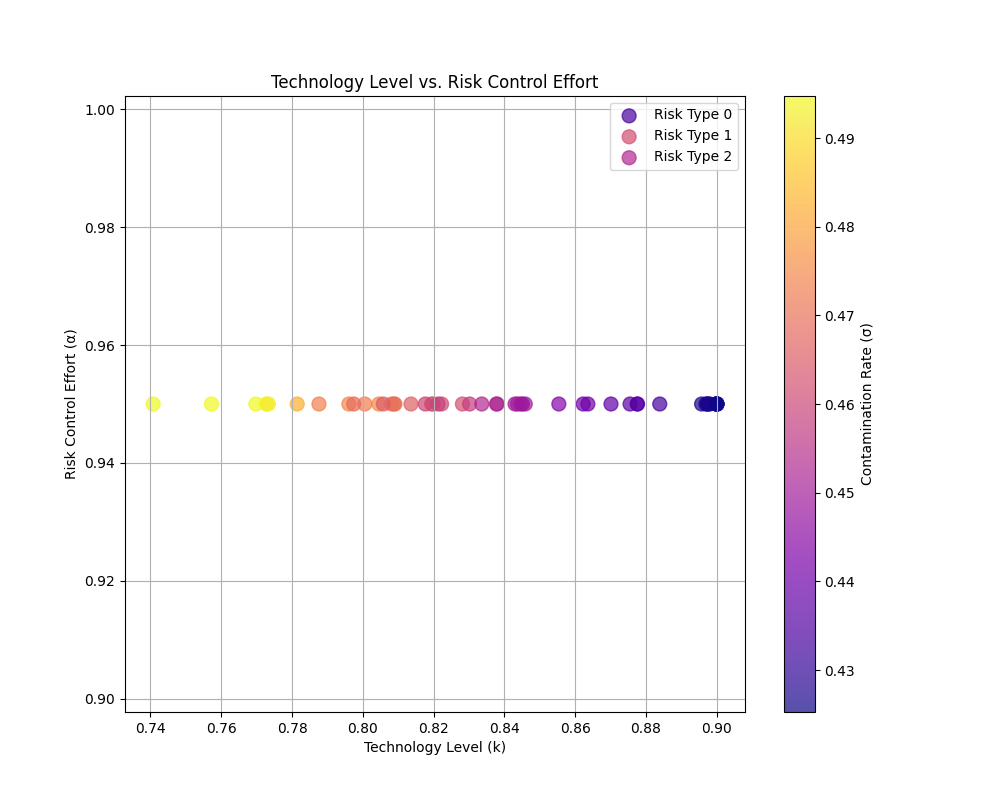 Technology Level vs. Risk Control Effort
Risk Type 0
Risk Type 1
Risk Type 2
Risk Control Effort (α)
1.00
0.98
0.96
0.94
0.92
0.90
0.74 0.76 0.78 0.80 0.82 0.84 0.86 0.88 0.90
Technology Level (k)
0.49
0.48
0.47
0.46
0.45
0.44
0.43
Contamination Rate (σ)